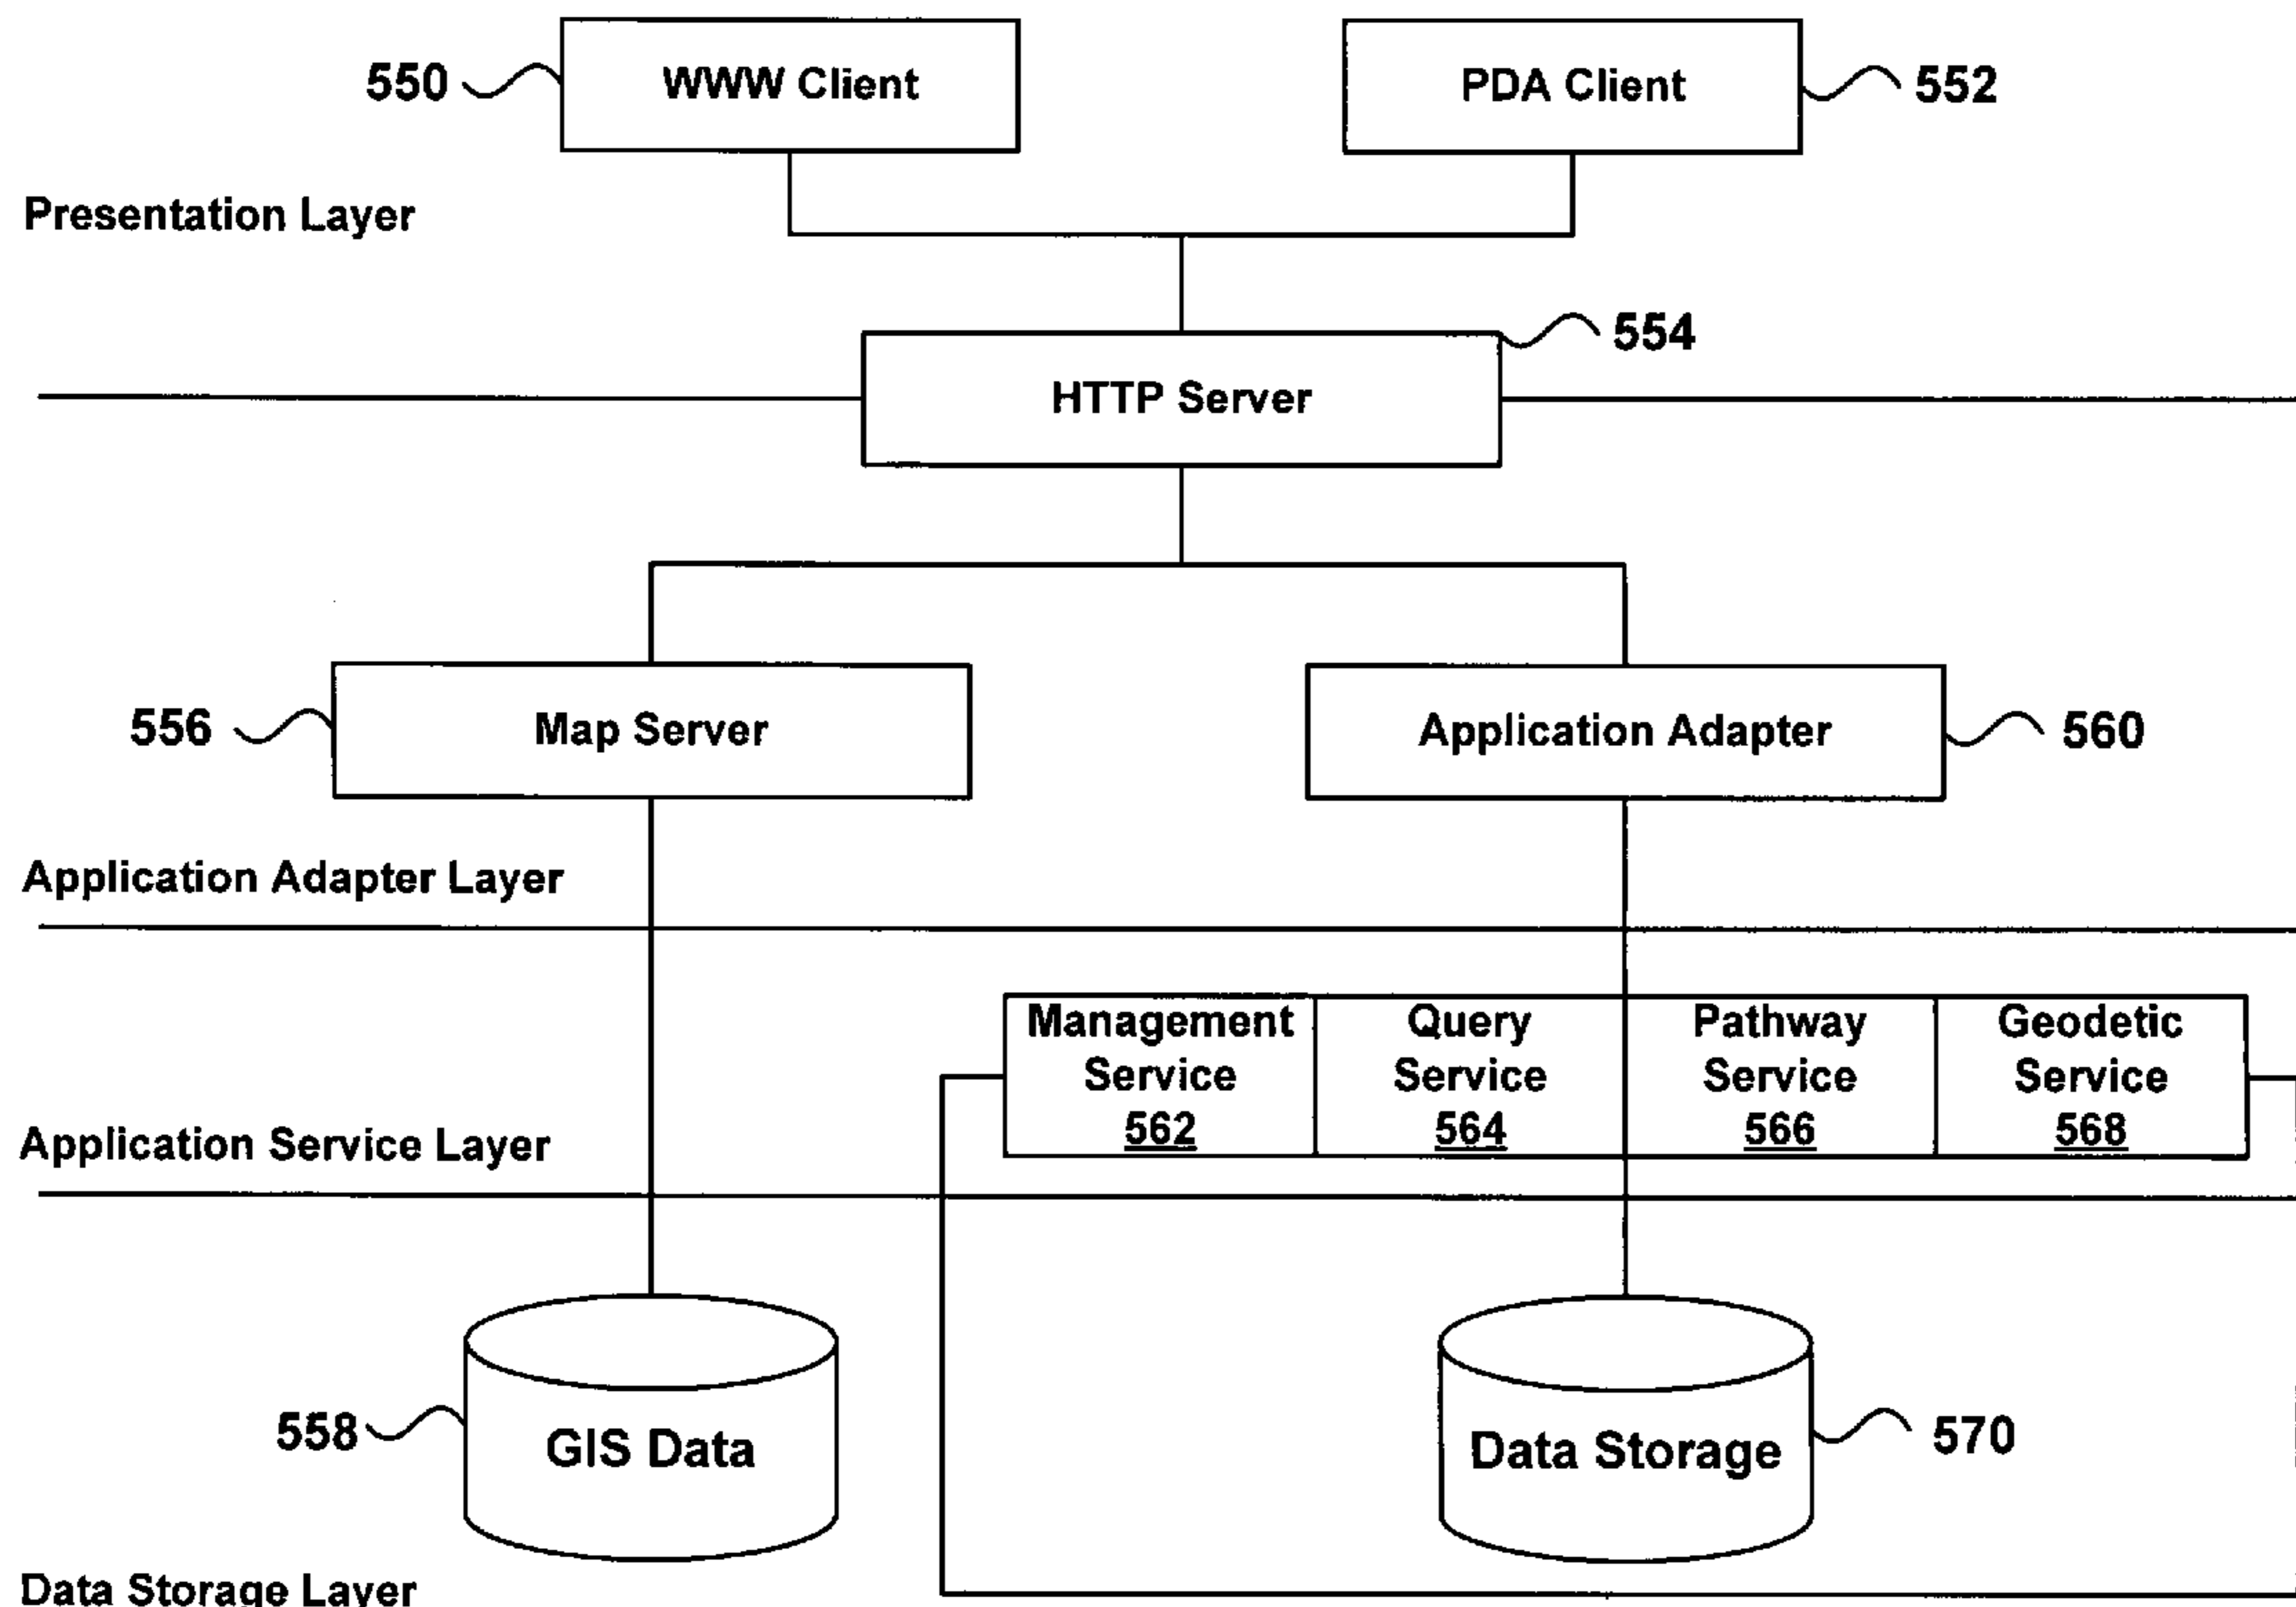 550
WWW Client
PDA Client
552
Presentation Layer
554
HTTP Server
556
Map Server
Application Adapter
560
Application Adapter Layer
Management
Service
562
Query
Service
564
Pathway
Service
566
Geodetic
Service
568
Application Service Layer
558
GIS Data
Data Storage
570
Data Storage Layer